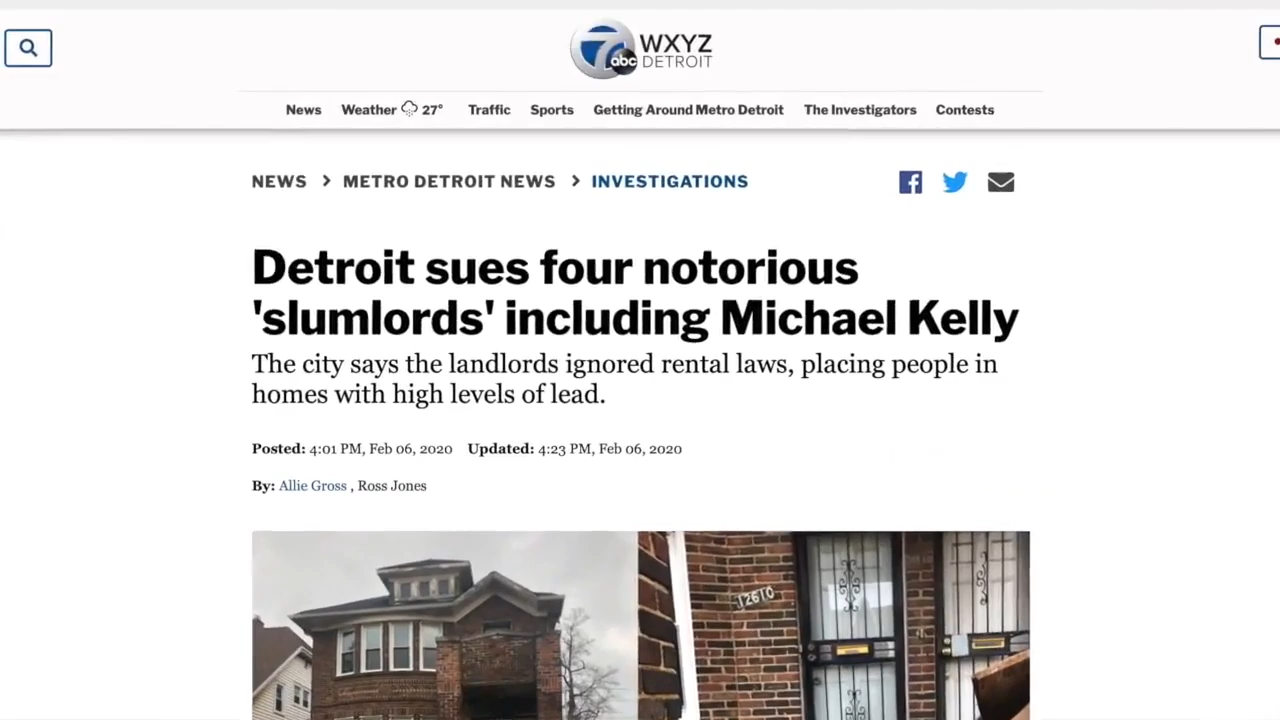 7 abc WXYZ
DETROIT
News Weather 27° Traffic Sports Getting Around Metro Detroit The Investigators Contests
NEWS > METRO DETROIT NEWS > INVESTIGATIONS
Detroit sues four notorious
'slumlords' including Michael Kelly
The city says the landlords ignored rental laws, placing people in
homes with high levels of lead.
Posted: 4:01 PM, Feb 06, 2020 Updated: 4:23 PM, Feb 06, 2020
By: Allie Gross , Ross Jones
12610